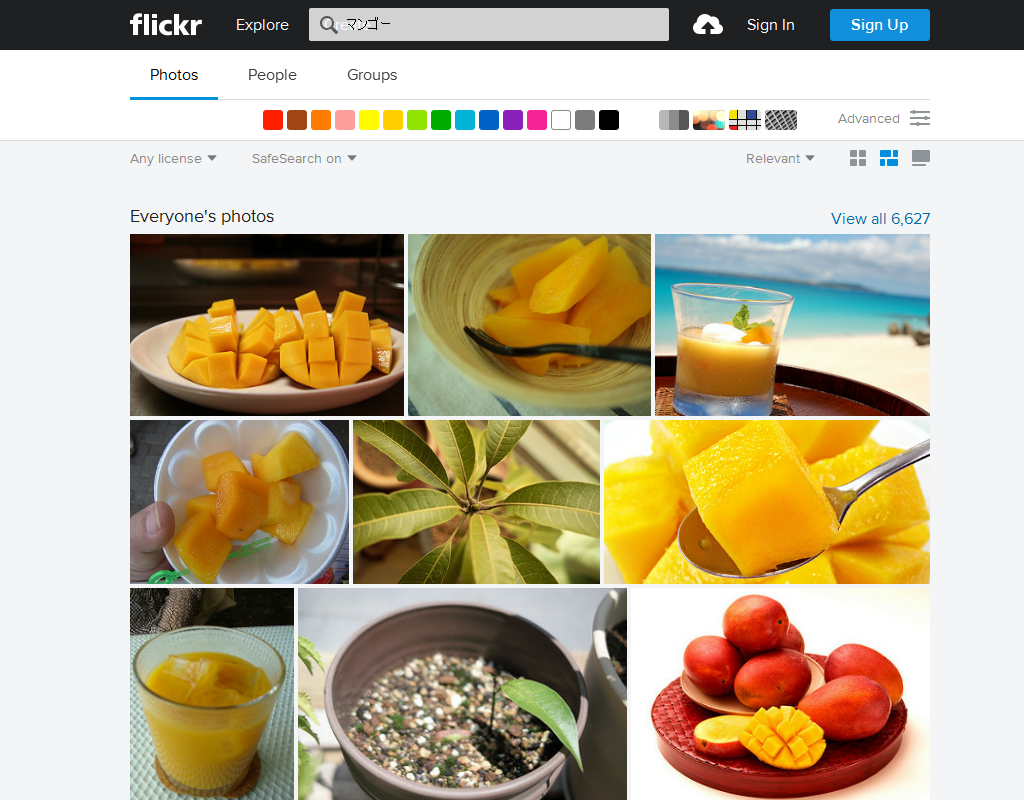 flickr Explore マンゴー Sign In Sign Up
Photos People Groups
Advanced
Any license SafeSearch on Relevant
Everyone's photos View all 6,627